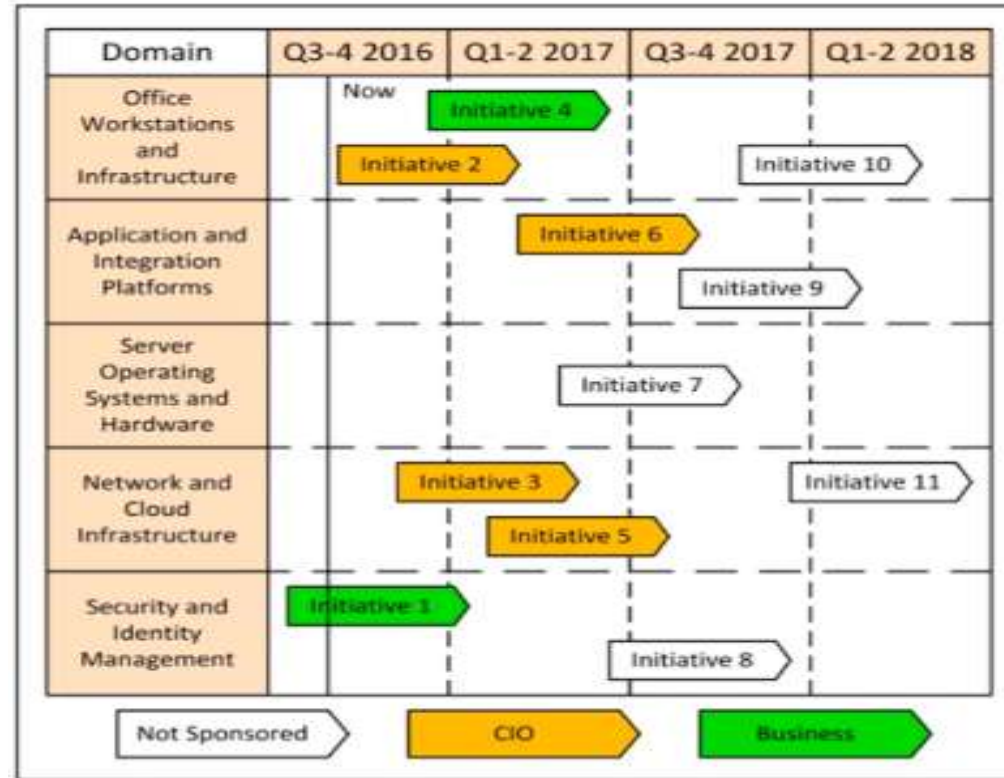 Domain Q3-4 2016 Q1-2 2017 Q3-4 2017 Q1-2 2018
Now
Office
Workstations
and
Infrastructure
Initiative 4
Initiative 2
Initiative 10
Application and
Integration
Platforms
Initiative 6
Initiative 9
Server
Operating
Systems and
Hardware
Initiative 7
Network and
Cloud
Infrastructure
Initiative 3
Initiative 11
Initiative 5
Security and
Identity
Management
Initiative 1
Initiative 8
Not Sponsored
CIO
Business